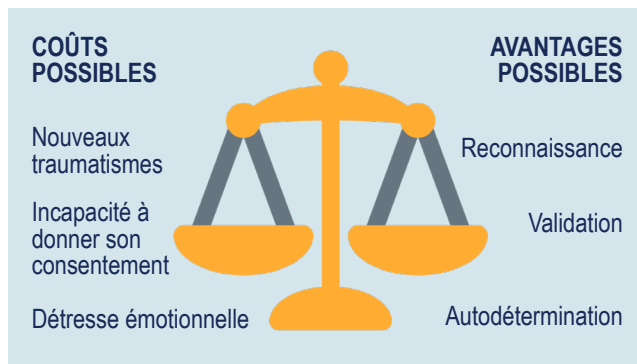 COÛTS
POSSIBLES
Nouveaux
traumatismes
Incapacité à
donner son
consentement
Détresse émotionnelle
AVANTAGES
POSSIBLES
Reconnaissance
Validation
Autodétermination